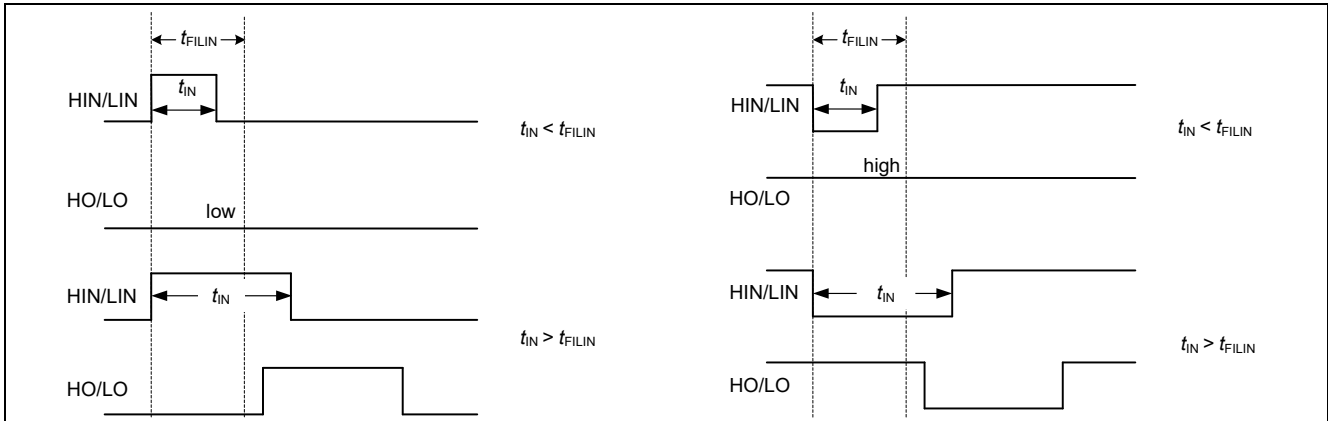 tFILIN
HIN/LIN
tIN
tIN < tFILIN
HO/LO
low
HIN/LIN
tIN
tIN > tFILIN
HO/LO
tFILIN
HIN/LIN
tIN
tIN < tFILIN
high
HO/LO
HIN/LIN
tIN
tIN > tFILIN
HO/LO